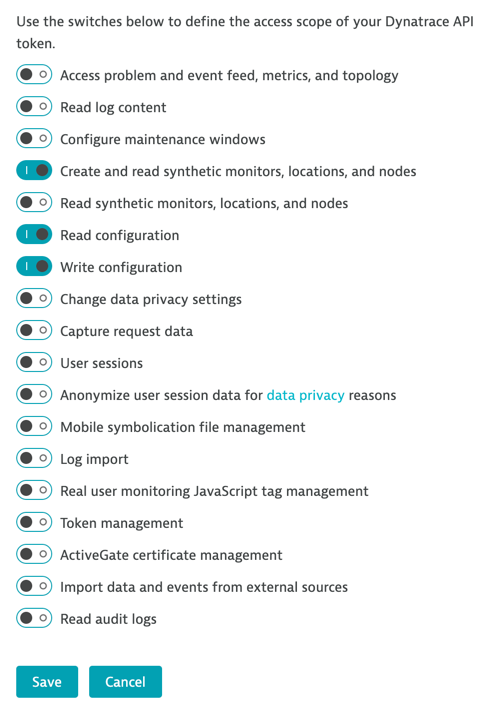 Use the switches below to define the access scope of your Dynatrace API
token.
Access problem and event feed, metrics, and topology
Read log content
Configure maintenance windows
Create and read synthetic monitors, locations, and nodes
Read synthetic monitors, locations, and nodes
Read configuration
Write configuration
Change data privacy settings
Capture request data
User sessions
Anonymize user session data for data privacy reasons
Mobile symbolication file management
Log import
Real user monitoring JavaScript tag management
Token management
ActiveGate certificate management
Import data and events from external sources
Read audit logs
Save Cancel